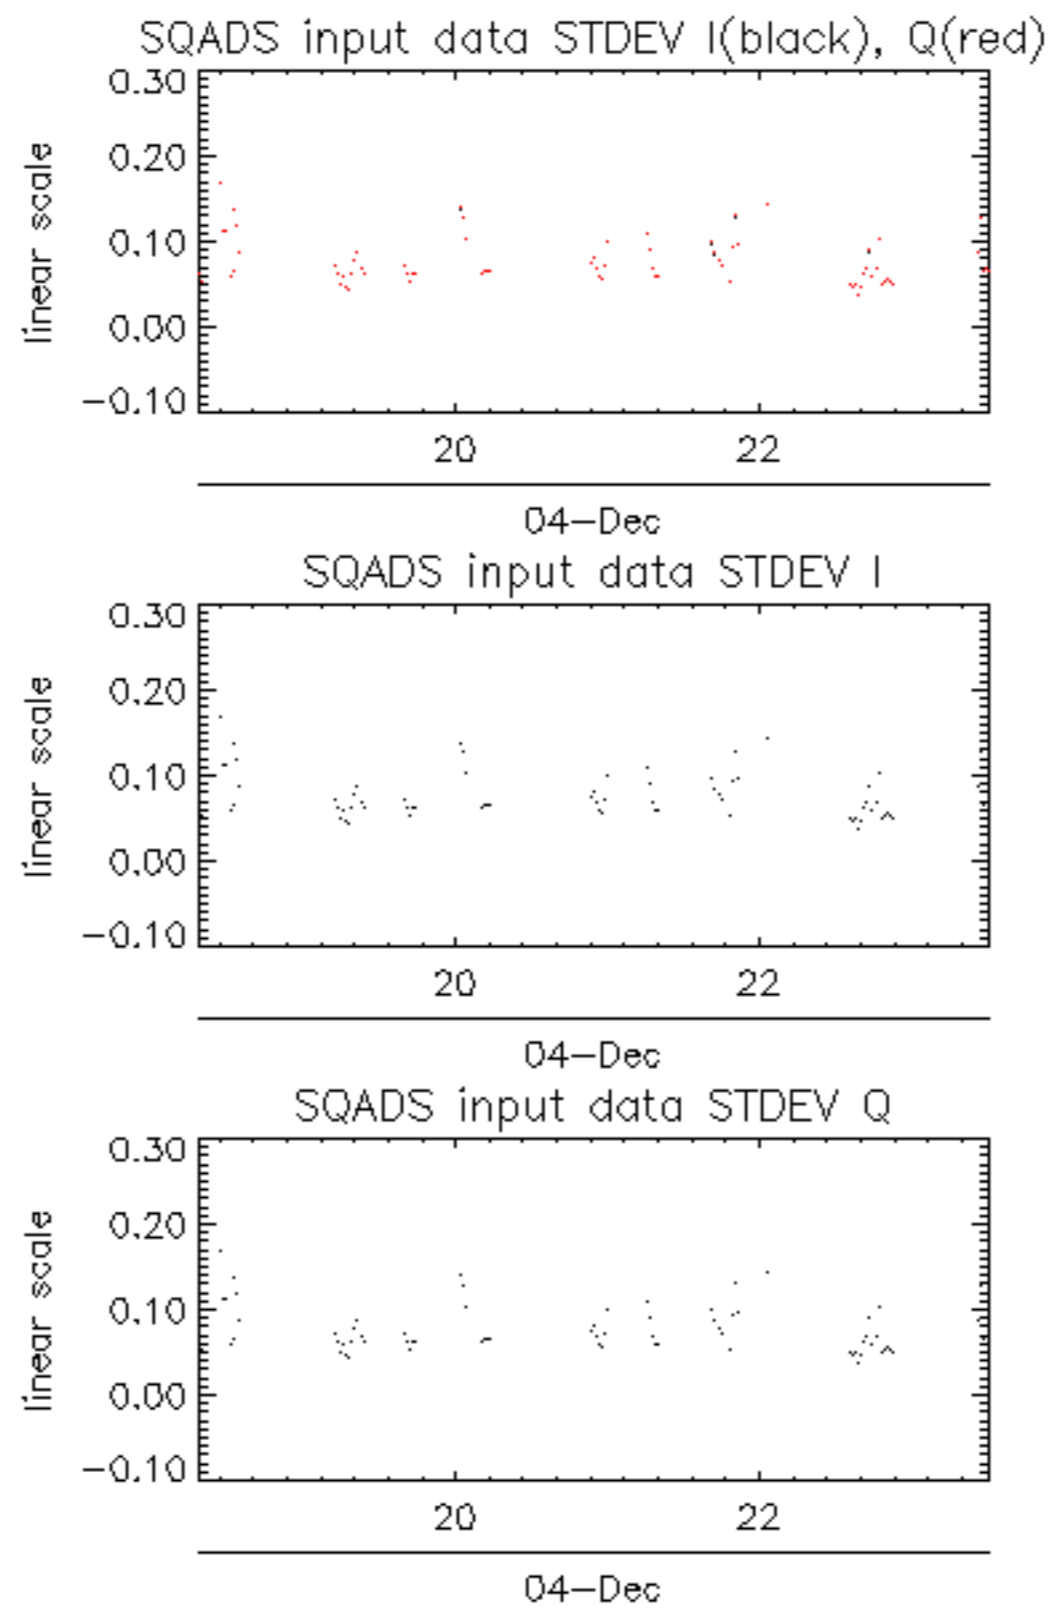 SQADS input data STDEV I(black), Q(red)
0.30
0.20
0.10
0.00
−0.10
linear scale
20 22
04−Dec
SQADS input data STDEV I
0.30
0.20
0.10
0.00
−0.10
linear scale
20 22
04−Dec
SQADS input data STDEV Q
0.30
0.20
0.10
0.00
−0.10
linear scale
20 22
04−Dec